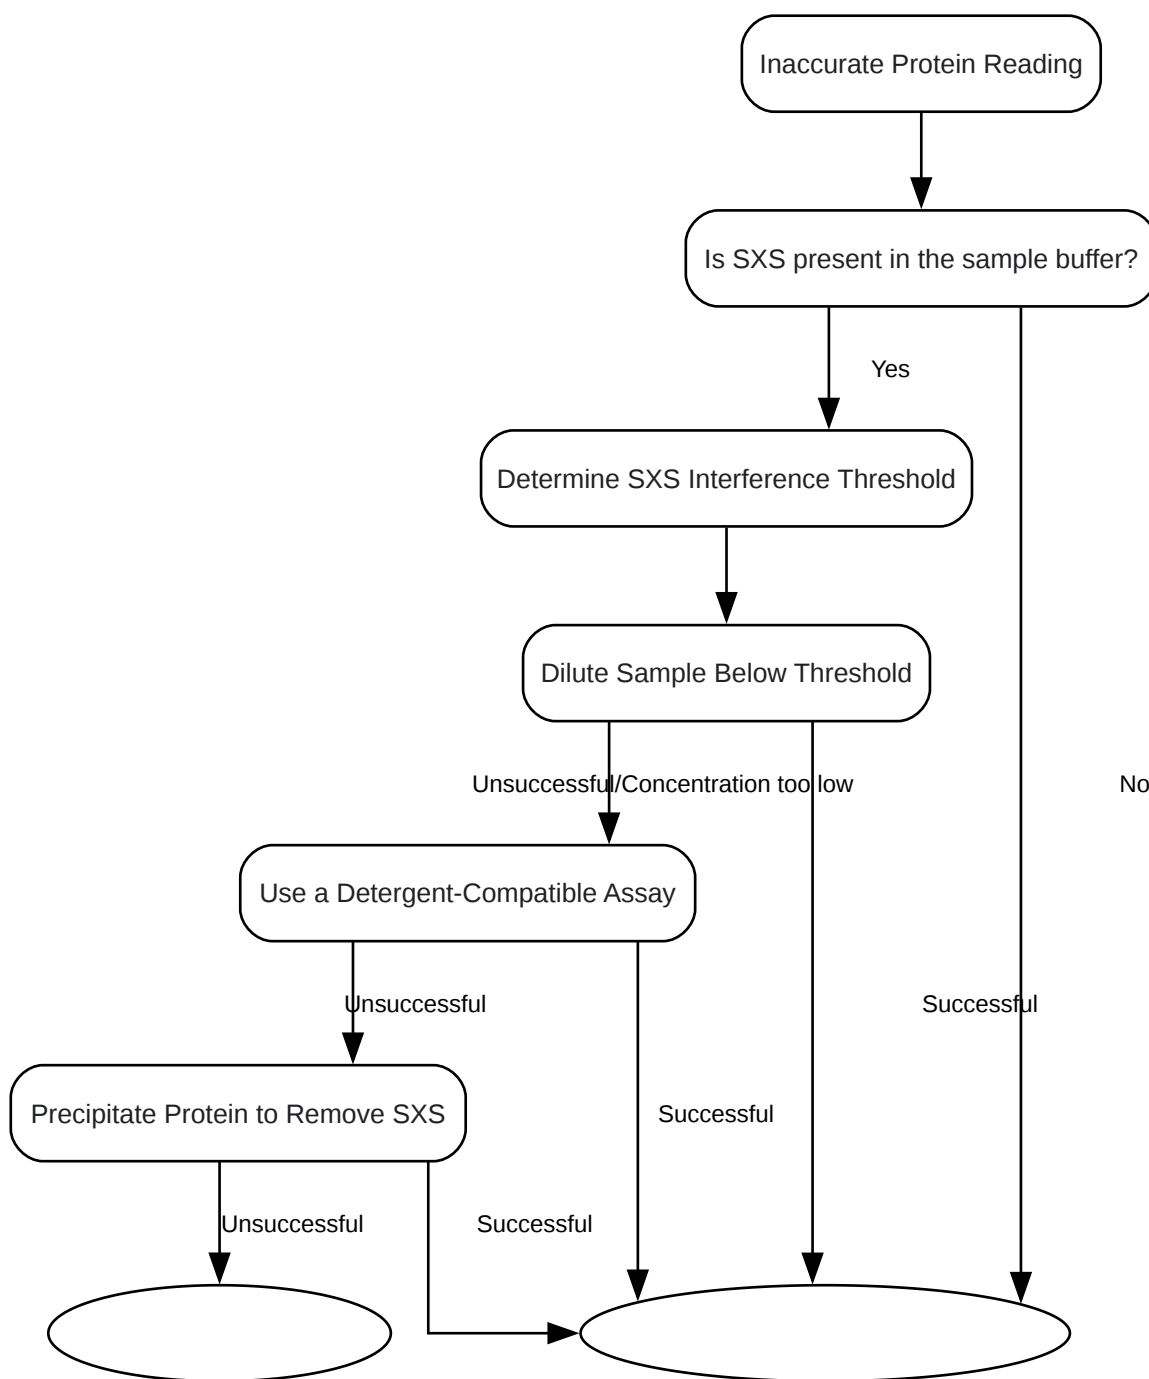 Inaccurate Protein Reading
Is SXS present in the sample buffer?
Yes
Determine SXS Interference Threshold
Dilute Sample Below Threshold
Unsuccessful/Concentration too low
No
Use a Detergent-Compatible Assay
Unsuccessful
Successful
Precipitate Protein to Remove SXS
Successful
Unsuccessful
Successful